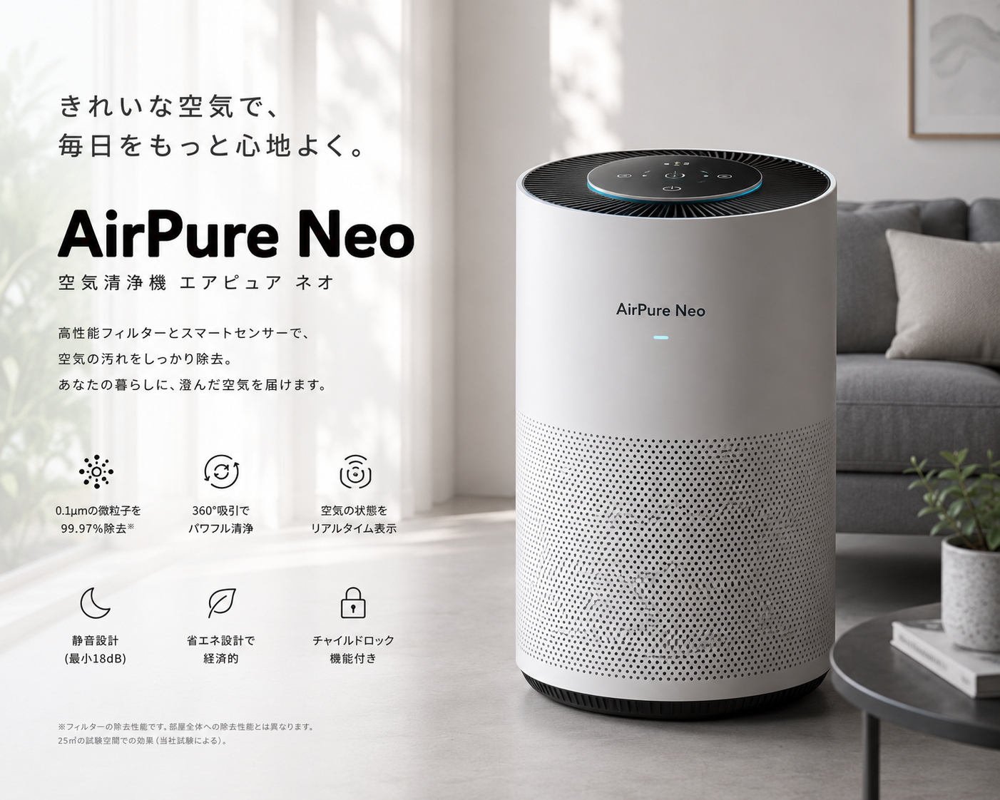 きれいな空気で、
毎日をもっと心地よく。
AirPure Neo
空気清浄機 エアピュア ネオ
高性能フィルターとスマートセンサーで、
空気の汚れをしっかり除去。
あなたの暮らしに、澄んだ空気を届けます。
0.1μmの微粒子を
99.97%除去※
360°吸引で
パワフル清浄
空気の状態を
リアルタイム表示
静音設計
(最小18dB)
省エネ設計で
経済的
チャイルドロック
機能付き
※フィルターの除去性能です。部屋全体への除去性能とは異なります。
25㎡の試験空間での効果（当社試験による）。
AirPure Neo